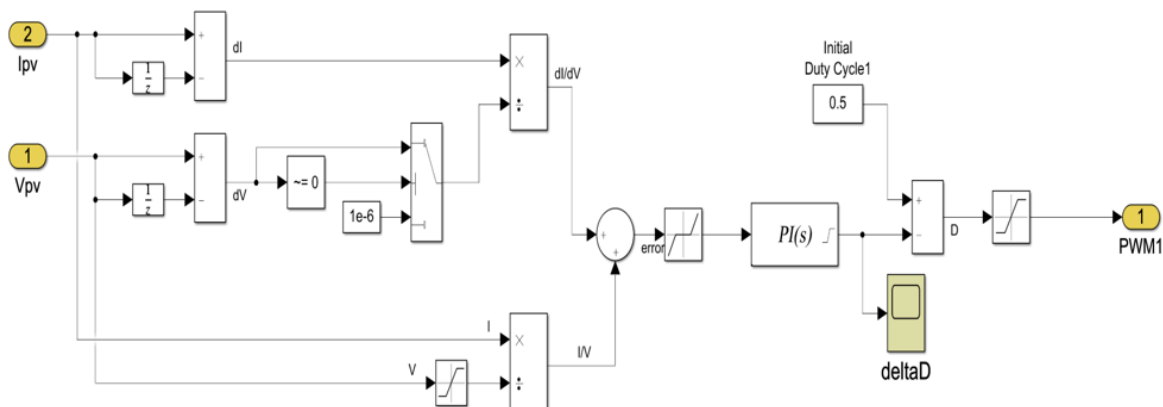 2
Ipv
1
Vpv
+
−
1
z
dI
+
−
1
z
dV
~= 0
1e-6
×
÷
dI/dV
I
V
×
÷
I/V
+
+
error
PI(s)
deltaD
Initial
Duty Cycle1
0.5
+
−
D
1
PWM1